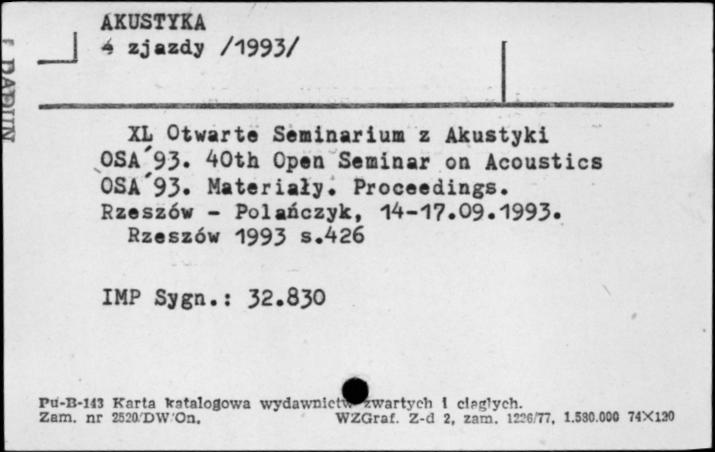 AKUSTYKA
4 zjazdy /1993/
XL Otwarte Seminarium z Akustyki
OSA'93. 40th Open Seminar on Acoustics
OSA'93. Materiały. Proceedings.
Rzeszów - Polańczyk, 14-17.09.1993.
Rzeszów 1993 s.426
IMP Sygn.: 32.830
Pu-B-143 Karta katalogowa wydawnictw zwartych i ciągłych.
Zam. nr 2520/DW/On. WZGraf. Z-d 2, zam. 1226/77, 1.580.000 74×120